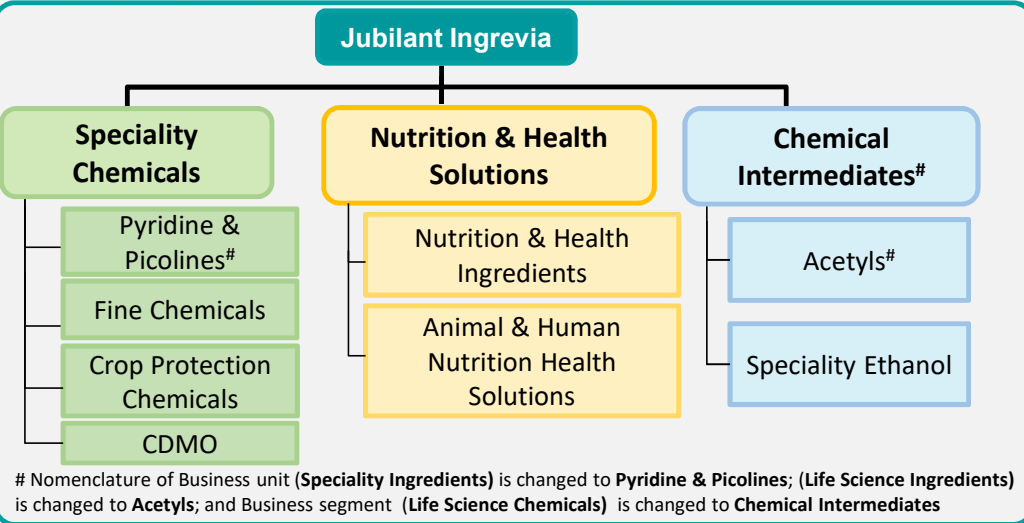 Jubilant Ingrevia
Speciality
Chemicals
Pyridine &
Picolines#
Fine Chemicals
Crop Protection
Chemicals
CDMO
Nutrition & Health
Solutions
Nutrition & Health
Ingredients
Animal & Human
Nutrition Health
Solutions
Chemical
Intermediates#
Acetyls#
Speciality Ethanol
# Nomenclature of Business unit (Speciality Ingredients) is changed to Pyridine & Picolines; (Life Science Ingredients)
is changed to Acetyls; and Business segment (Life Science Chemicals) is changed to Chemical Intermediates